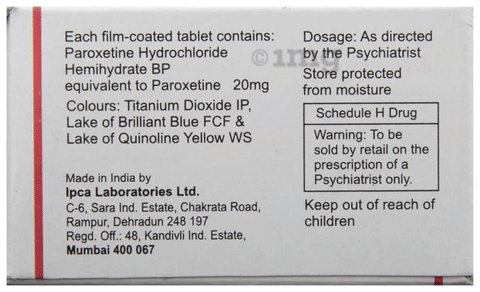 Each film-coated tablet contains:
Paroxetine Hydrochloride
Hemihydrate BP
equivalent to Paroxetine 20mg
Colours: Titanium Dioxide IP,
Lake of Brilliant Blue FCF &
Lake of Quinoline Yellow WS
Made in India by
Ipca Laboratories Ltd.
C-6, Sara Ind. Estate, Chakrata Road,
Rampur, Dehradun 248 197
Regd. Off.: 48, Kandivli Ind. Estate,
Mumbai 400 067
Dosage: As directed
by the Psychiatrist
Store protected
from moisture
Schedule H Drug
Warning: To be
sold by retail on the
prescription of a
Psychiatrist only.
Keep out of reach of
children
©1mg